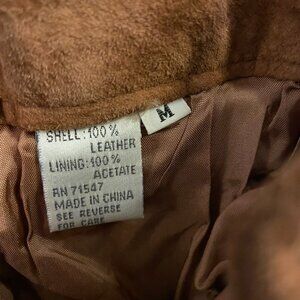 SHELL:100%
LEATHER
LINING:100%
ACETATE
RN 71547
MADE IN CHINA
SEE REVERSE
FOR CARE
M